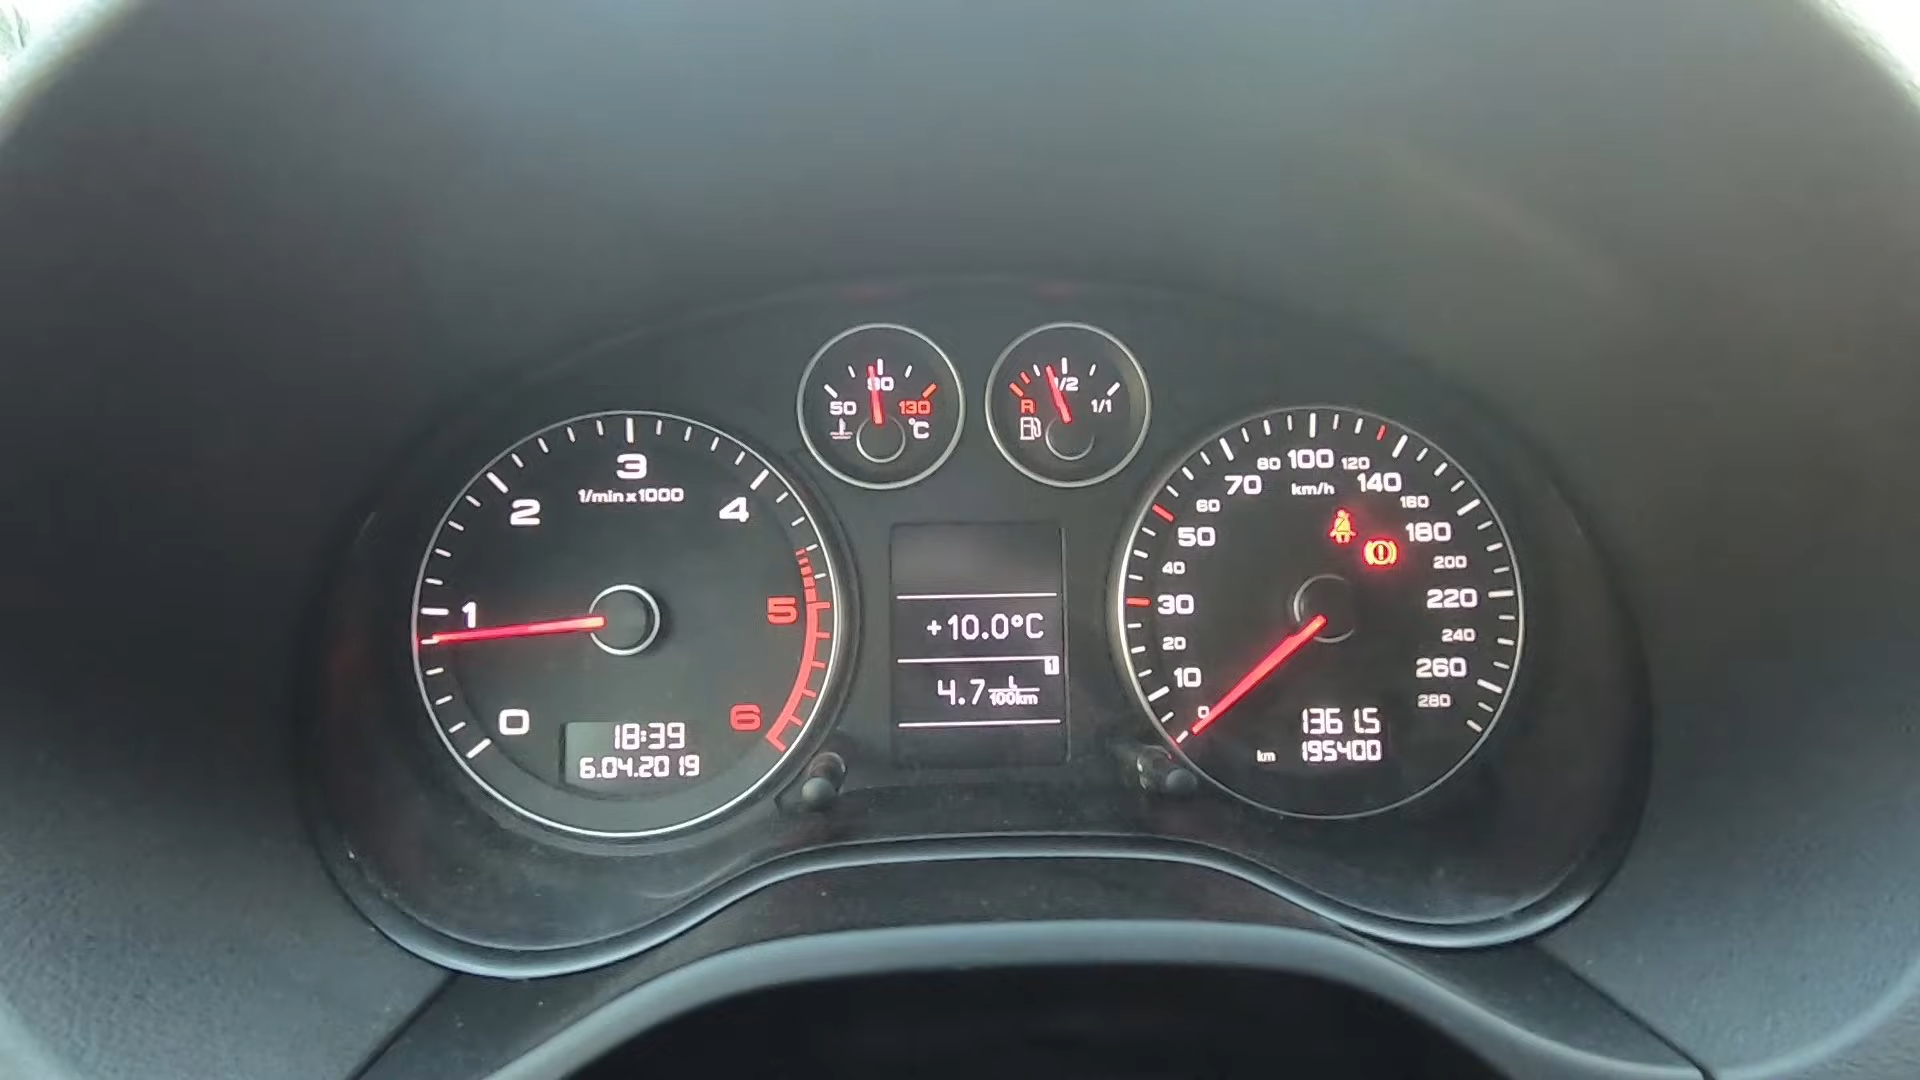 50 90 130
°C
R 1/2 1/1
0 1 2 3 4 5 6
1/min x 1000
18:39
6.04.2019
+10.0°C
1
4.7 L/100km
0 10 20 30 40 50 60 70 80 100 120 140 160 180 200 220 240 260 280
km/h
1361.5
km 195400